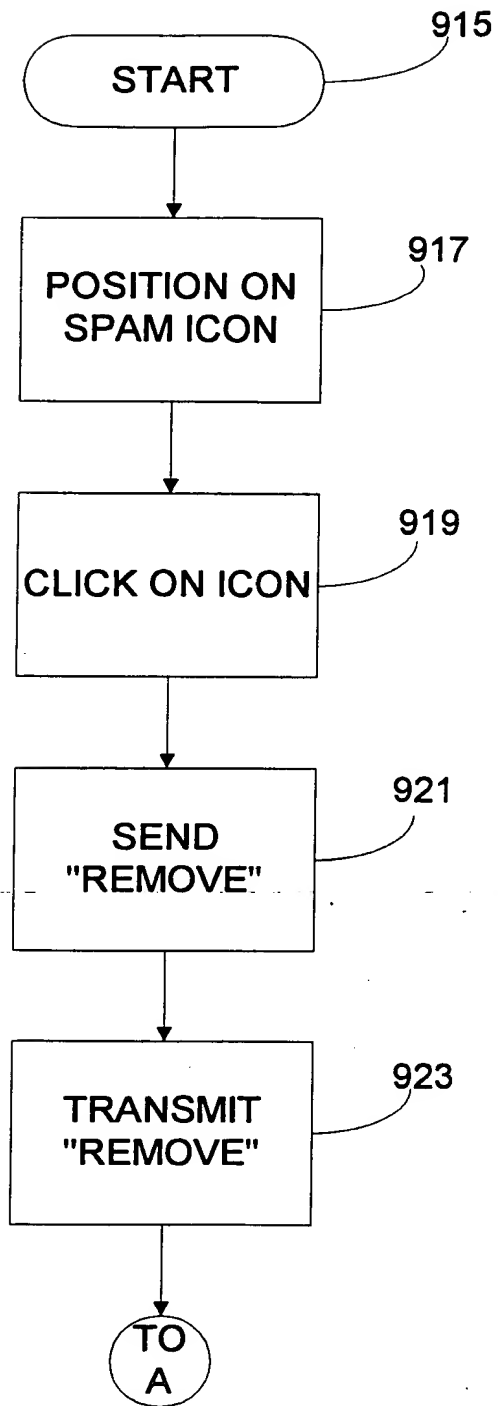 915
START
917
POSITION ON
SPAM ICON
919
CLICK ON ICON
921
SEND
"REMOVE"
923
TRANSMIT
"REMOVE"
TO
A